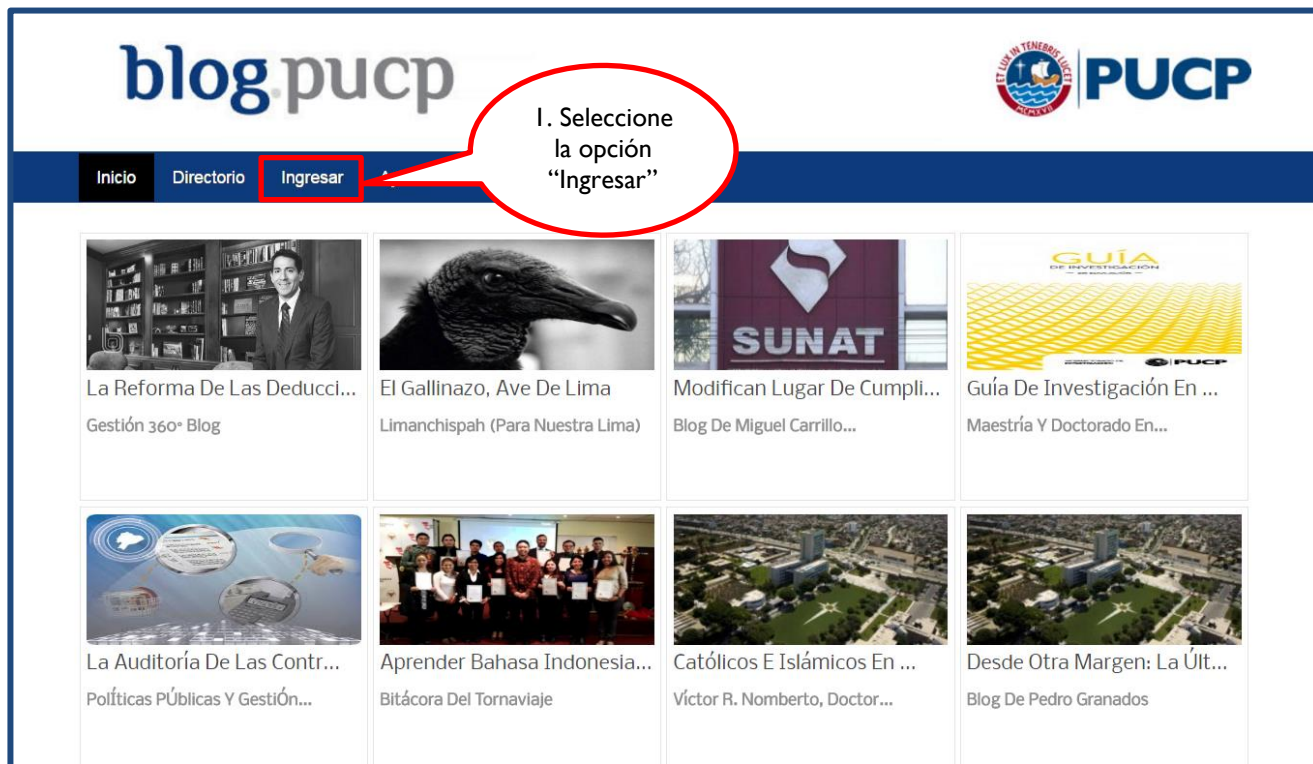 blog.pucp
ET LUX IN TENEBRIS LUCET
MCMXVII
PUCP
1. Seleccione
la opción
“Ingresar”
Inicio Directorio Ingresar
SUNAT
GUÍA
DE INVESTIGACIÓN
PUCP
La Reforma De Las Deducci... El Gallinazo, Ave De Lima Modifican Lugar De Cumpli... Guía De Investigación En ...
Gestión 360º Blog Limanchispah (Para Nuestra Lima) Blog De Miguel Carrillo... Maestría Y Doctorado En...
La Auditoría De Las Contr... Aprender Bahasa Indonesia... Católicos E Islámicos En ... Desde Otra Margen: La Últ...
PolÍticas PÚblicas Y GestiÓn... Bitácora Del Tornaviaje Víctor R. Nomberto, Doctor... Blog De Pedro Granados